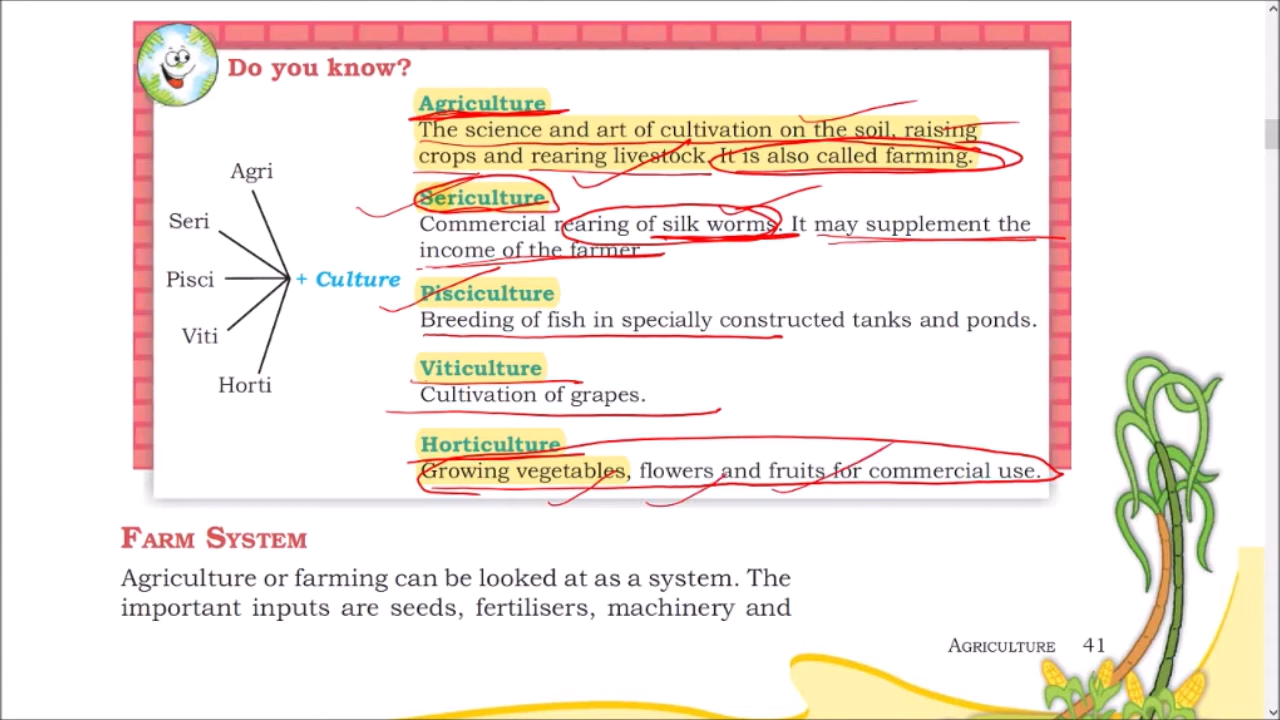 Do you know?
Agriculture
The science and art of cultivation on the soil, raising
crops and rearing livestock. It is also called farming.
Sericulture
Commercial rearing of silk worms. It may supplement the
income of the farmer.
Pisciculture
Breeding of fish in specially constructed tanks and ponds.
Viticulture
Cultivation of grapes.
Horticulture
Growing vegetables, flowers and fruits for commercial use.
Agri
Seri
Pisci
Viti
Horti
+ Culture
FARM SYSTEM
Agriculture or farming can be looked at as a system. The
important inputs are seeds, fertilisers, machinery and
AGRICULTURE 41